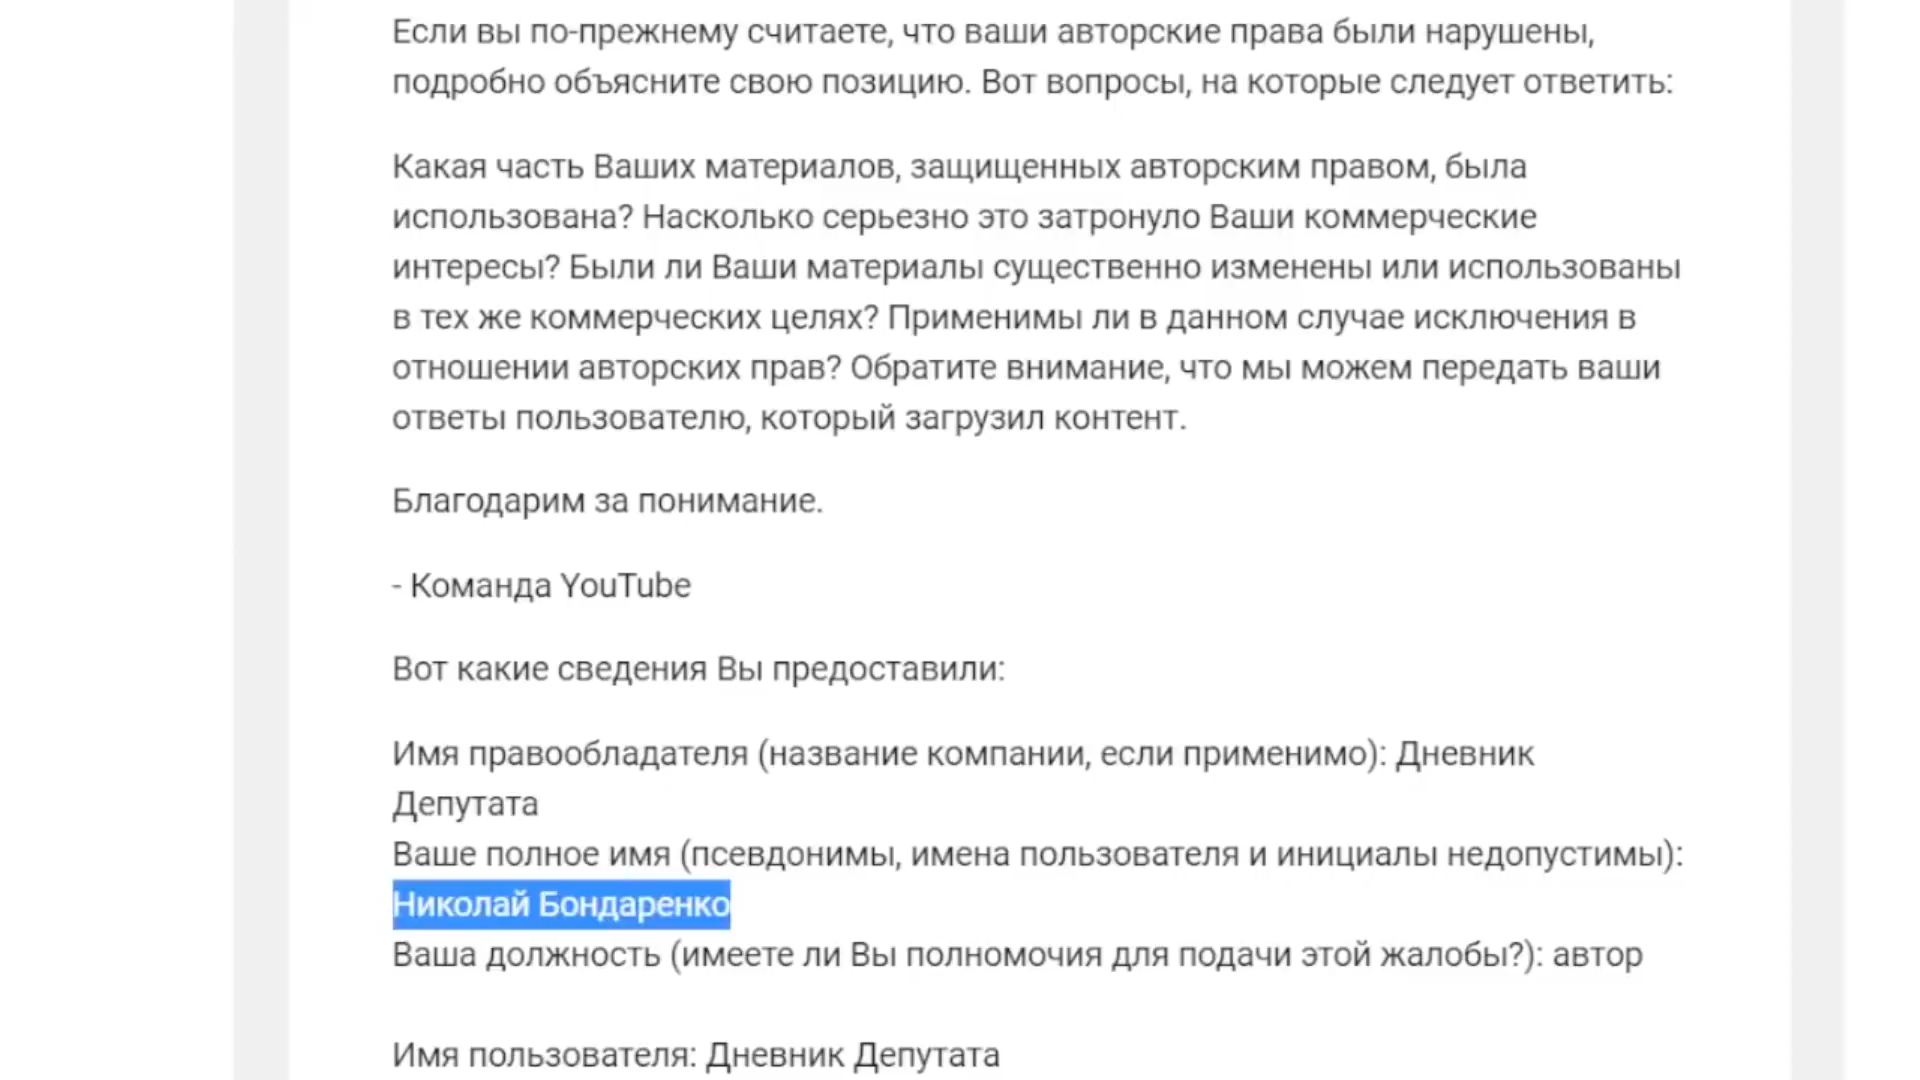 Если вы по-прежнему считаете, что ваши авторские права были нарушены,
подробно объясните свою позицию. Вот вопросы, на которые следует ответить:
Какая часть Ваших материалов, защищенных авторским правом, была
использована? Насколько серьезно это затронуло Ваши коммерческие
интересы? Были ли Ваши материалы существенно изменены или использованы
в тех же коммерческих целях? Применимы ли в данном случае исключения в
отношении авторских прав? Обратите внимание, что мы можем передать ваши
ответы пользователю, который загрузил контент.
Благодарим за понимание.
- Команда YouTube
Вот какие сведения Вы предоставили:
Имя правообладателя (название компании, если применимо): Дневник
Депутата
Ваше полное имя (псевдонимы, имена пользователя и инициалы недопустимы):
Николай Бондаренко
Ваша должность (имеете ли Вы полномочия для подачи этой жалобы?): автор
Имя пользователя: Дневник Депутата